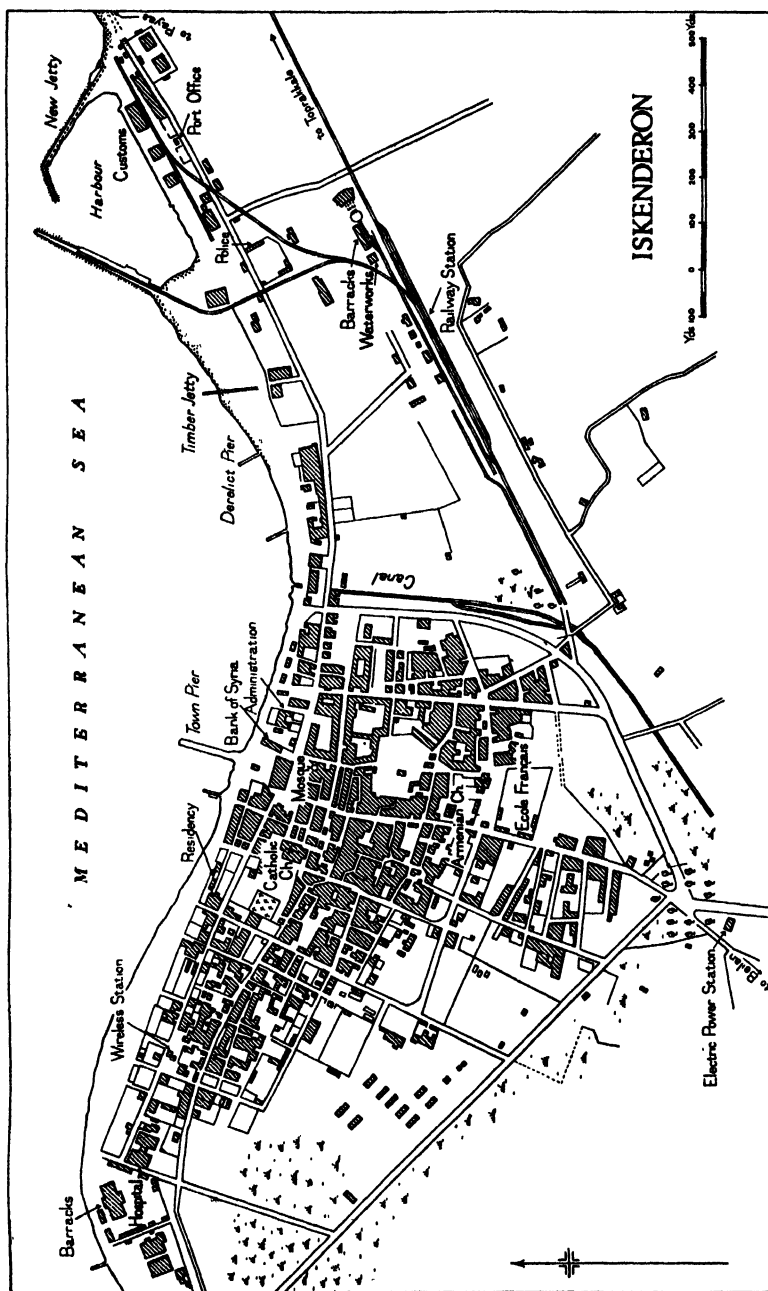 MEDITERRANEAN SEA
New Jetty
to Payas
Harbour
Customs
Port Office
Police
Timber Jetty
Derelict Pier
Town Pier
Bank of Syria
Administration
Residency
Wireless Station
Barracks
Hospital
Mosque
Catholic
Ch
Armenian Ch
Ecole Français
Canal
Barracks
Waterworks
Railway Station
to Toprakkale
Electric Power Station
to Beilan
ISKENDERON
Yds 100 0 100 200 300 400 500 Yds